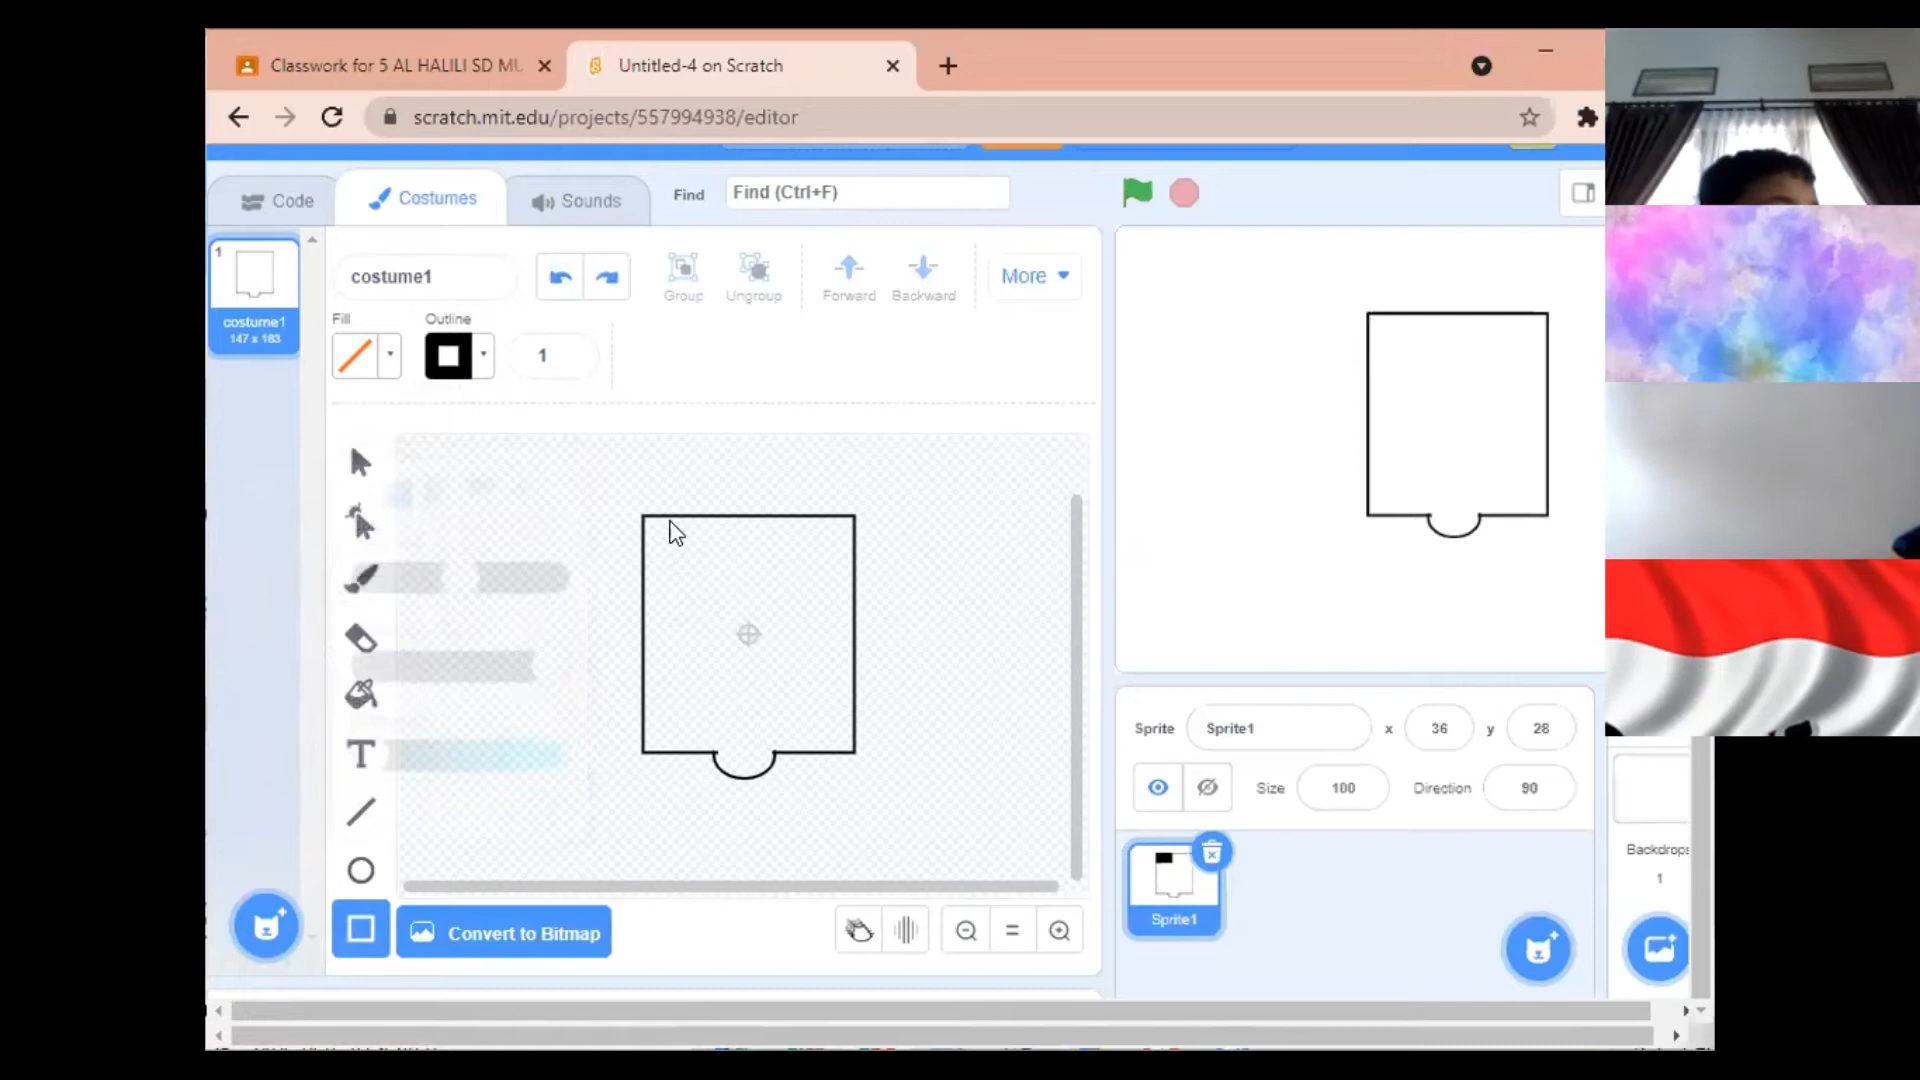 Classwork for 5 AL HALILI SD MU
Untitled-4 on Scratch
scratch.mit.edu/projects/557994938/editor
Code
Costumes
Sounds
Find
Find (Ctrl+F)
1
costume1
147 x 183
costume1
Group
Ungroup
Forward
Backward
More
Fill
Outline
1
T
Convert to Bitmap
Sprite
Sprite1
x
36
y
28
Size
100
Direction
90
Sprite1
Backdrops
1